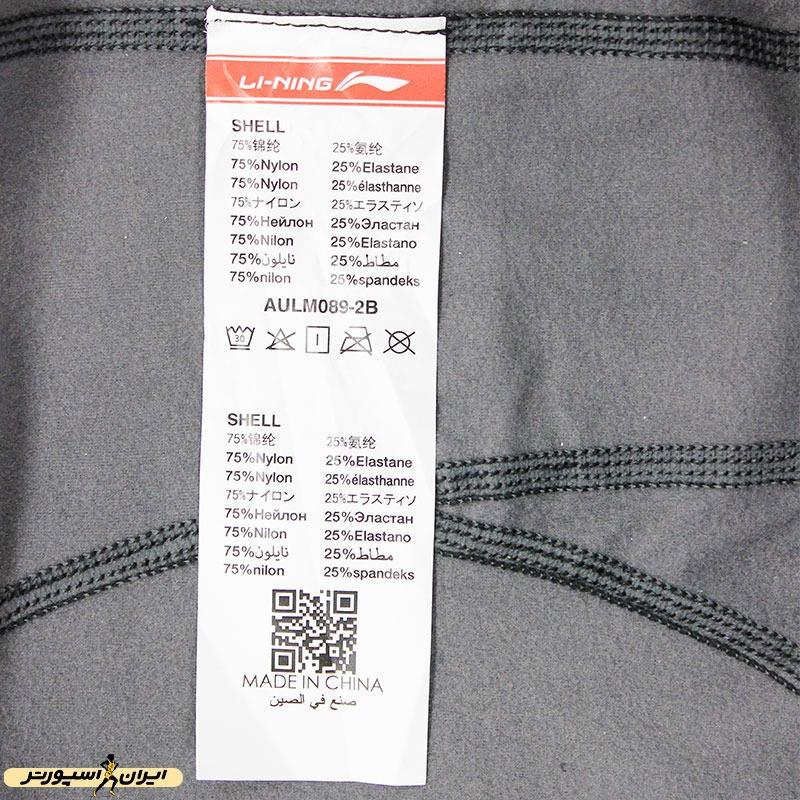 LI-NING
SHELL
75%锦纶 25%氨纶
75%Nylon 25%Elastane
75%Nylon 25%élasthanne
75%ナイロン 25%エラスティソ
75%Нейлон 25%Эластан
75%Nilon 25%Elastano
75%نايلون 25%مطاط
75%nilon 25%spandeks
AULM089-2B
30
SHELL
75%锦纶 25%氨纶
75%Nylon 25%Elastane
75%Nylon 25%élasthanne
75%ナイロン 25%エラスティソ
75%Нейлон 25%Эластан
75%Nilon 25%Elastano
75%نايلون 25%مطاط
75%nilon 25%spandeks
MADE IN CHINA
صنع في الصين
ایران اسپورتر